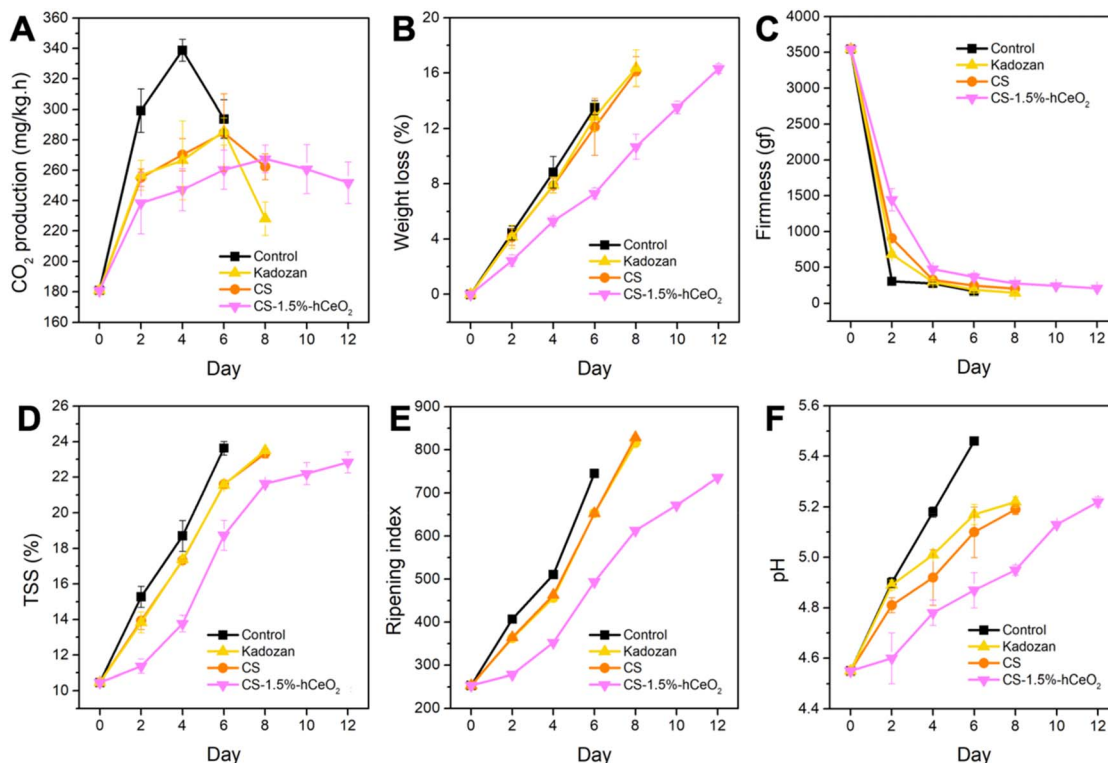 A
CO₂ production (mg/kg.h)
360
340
320
300
280
260
240
220
200
180
160
Control
Kadozan
CS
CS-1.5%-hCeO₂
0 2 4 6 8 10 12
Day
B
Weight loss (%)
20
16
12
8
4
0
Control
Kadozan
CS
CS-1.5%-hCeO₂
0 2 4 6 8 10 12
Day
C
Firmness (gf)
4000
3500
3000
2500
2000
1500
1000
500
0
Control
Kadozan
CS
CS-1.5%-hCeO₂
0 2 4 6 8 10 12
Day
D
TSS (%)
26
24
22
20
18
16
14
12
10
Control
Kadozan
CS
CS-1.5%-hCeO₂
0 2 4 6 8 10 12
Day
E
Ripening index
900
800
700
600
500
400
300
200
Control
Kadozan
CS
CS-1.5%-hCeO₂
0 2 4 6 8 10 12
Day
F
pH
5.6
5.4
5.2
5.0
4.8
4.6
4.4
Control
Kadozan
CS
CS-1.5%-hCeO₂
0 2 4 6 8 10 12
Day